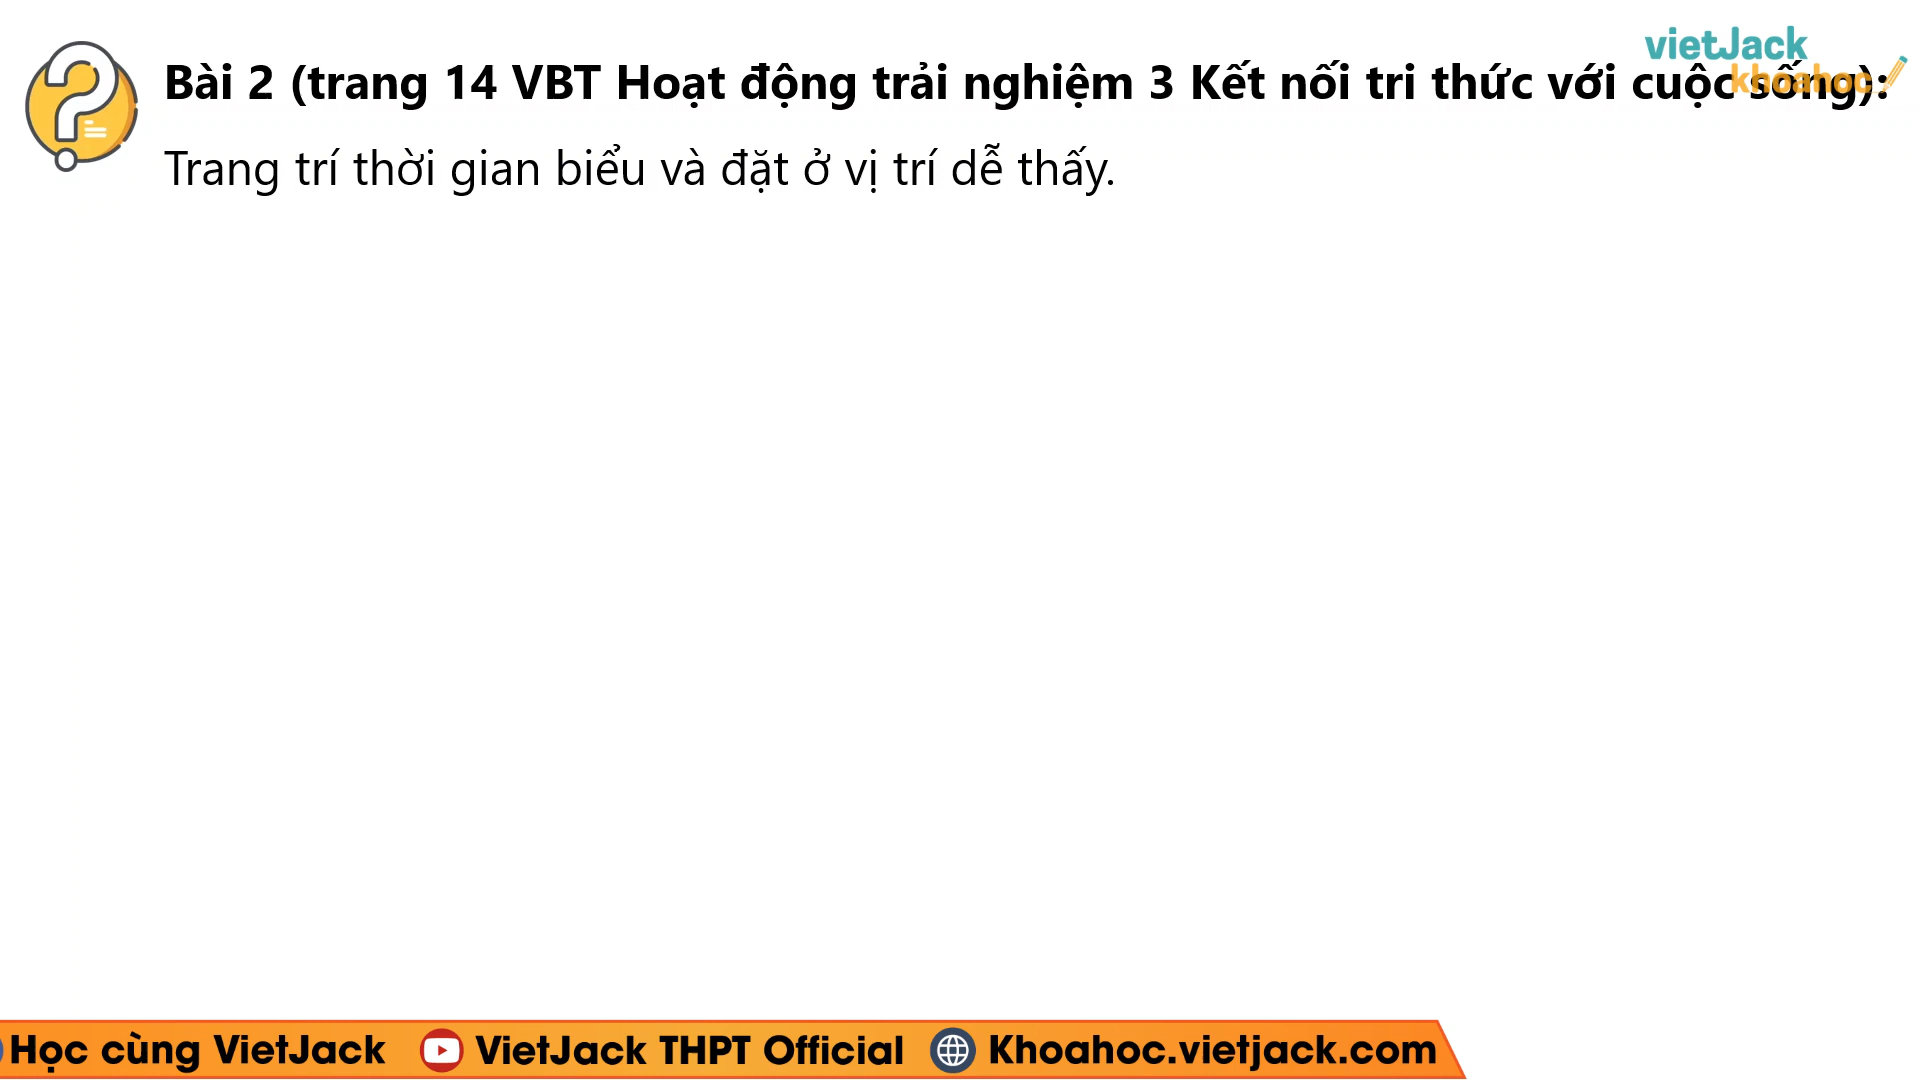 vietJack
khoahoc
Bài 2 (trang 14 VBT Hoạt động trải nghiệm 3 Kết nối tri thức với cuộc sống):
Trang trí thời gian biểu và đặt ở vị trí dễ thấy.
Học cùng VietJack VietJack THPT Official Khoahoc.vietjack.com